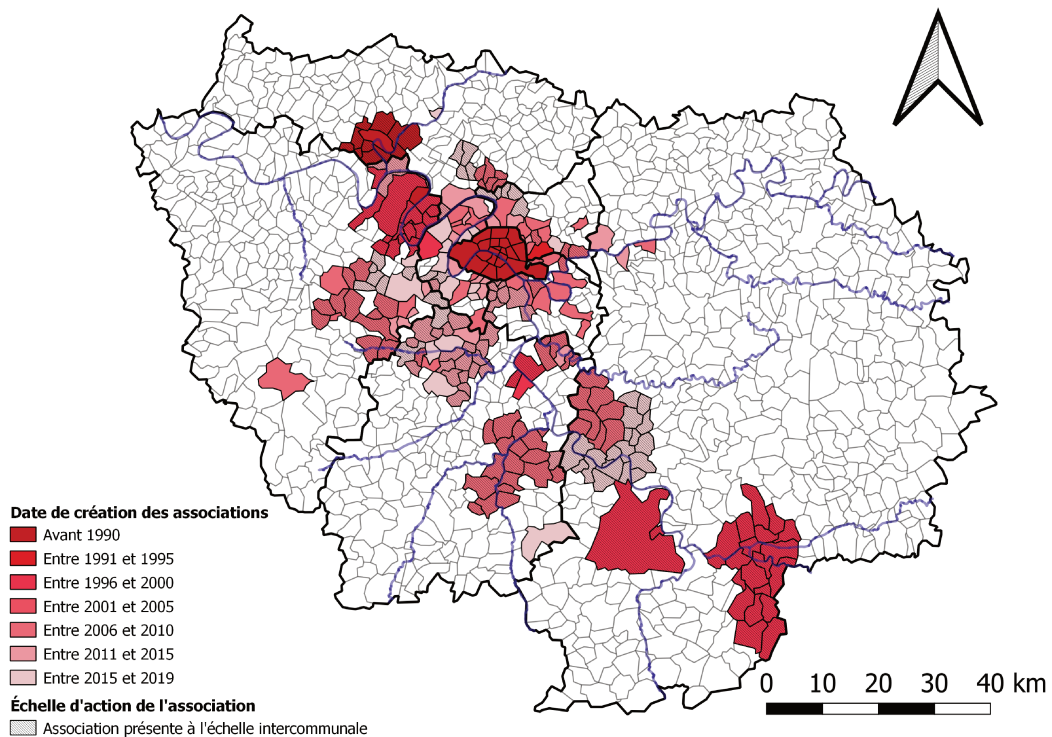 Date de création des associations
Avant 1990
Entre 1991 et 1995
Entre 1996 et 2000
Entre 2001 et 2005
Entre 2006 et 2010
Entre 2011 et 2015
Entre 2015 et 2019
Échelle d'action de l'association
Association présente à l'échelle intercommunale
0 10 20 30 40 km